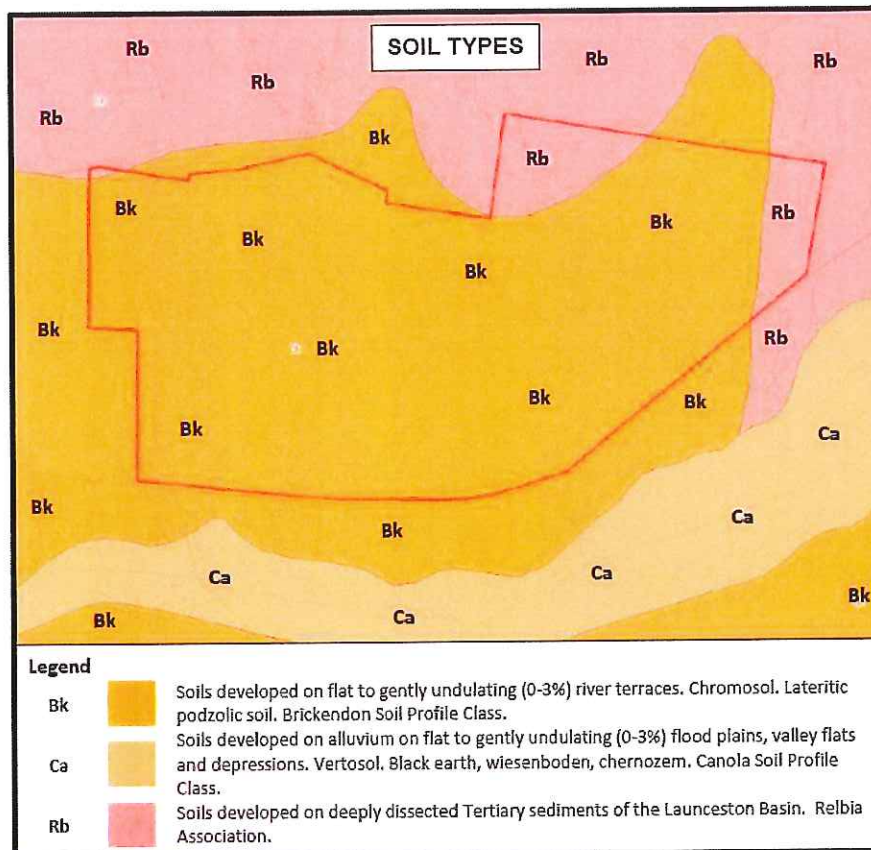 SOIL TYPES
Rb
Rb
Rb
Rb
Rb
Bk
Rb
Bk
Rb
Bk
Bk
Bk
Bk
Bk
Rb
Bk
Bk
Bk
Ca
Bk
Bk
Bk
Ca
Ca
Ca
Bk
Bk
Ca
Legend
Bk Soils developed on flat to gently undulating (0-3%) river terraces. Chromosol. Lateritic
podzolic soil. Brickendon Soil Profile Class.
Ca Soils developed on alluvium on flat to gently undulating (0-3%) flood plains, valley flats
and depressions. Vertosol. Black earth, wiesenboden, chernozem. Canola Soil Profile
Class.
Rb Soils developed on deeply dissected Tertiary sediments of the Launceston Basin. Relbia
Association.